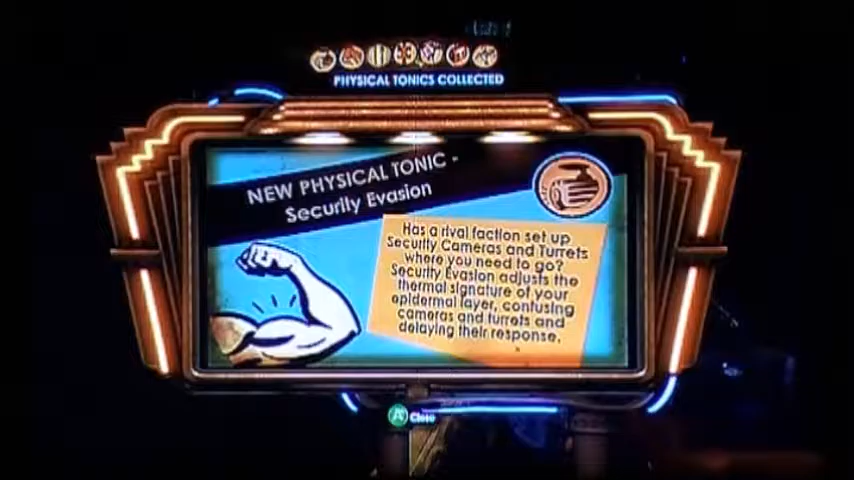 PHYSICAL TONICS COLLECTED
NEW PHYSICAL TONIC -
Security Evasion
Has a rival faction set up
Security Cameras and Turrets
where you need to go?
Security Evasion adjusts the
thermal signature of your
epidermal layer, confusing
cameras and turrets and
delaying their response.
A Close